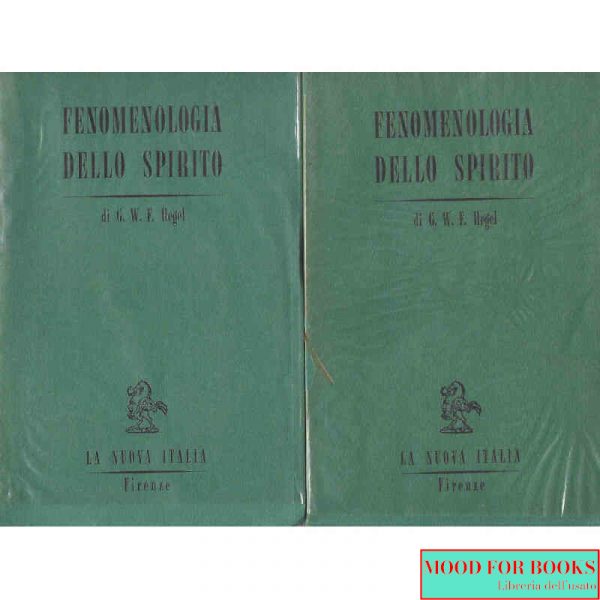 FENOMENOLOGIA
DELLO SPIRITO
di G. W. F. Hegel
LA NUOVA ITALIA
Firenze
FENOMENOLOGIA
DELLO SPIRITO
di G. W. F. Hegel
LA NUOVA ITALIA
Firenze
MOOD FOR BOOKS
Libreria dell'usato